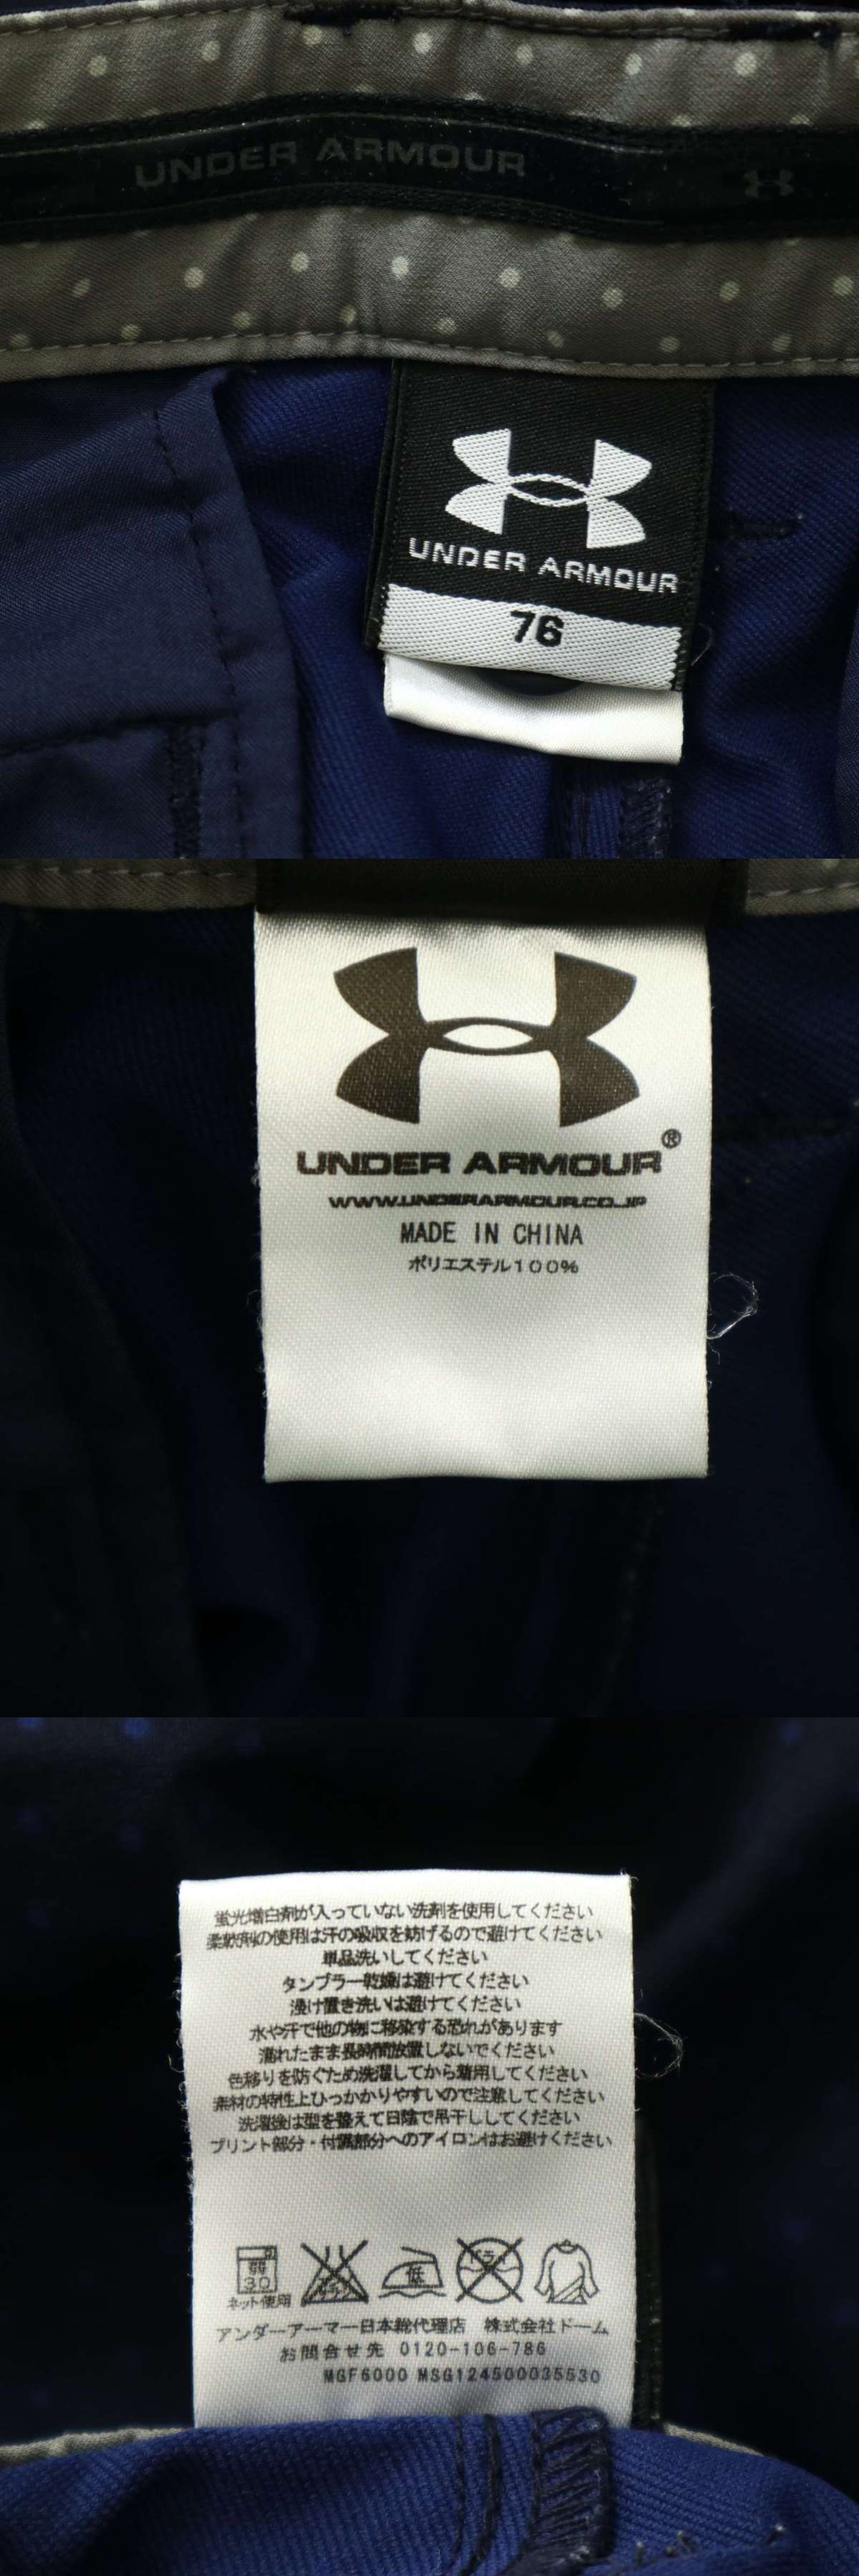 UNDER ARMOUR
UNDER ARMOUR
76
UNDER ARMOUR®
WWW.UNDERARMOUR.CO.JP
MADE IN CHINA
ポリエステル100%
蛍光増白剤が入っていない洗剤を使用してください
柔軟剤の使用は汗の吸収を妨げるので避けてください
単品洗いしてください
タンブラー乾燥は避けてください
浸け置き洗いは避けてください
水や汗で他の物に移染する恐れがあります
濡れたまま長時間放置しないでください
色移りを防ぐため洗濯してから着用してください
素材の特性上ひっかかりやすいので注意してください
洗濯後は型を整えて日陰で吊干ししてください
プリント部分・付属部分へのアイロンはお避けください
弱
30
低
ネット使用
アンダーアーマー日本総代理店 株式会社ドーム
お問合せ先 0120-106-786
MGF6000 MSG124500035530